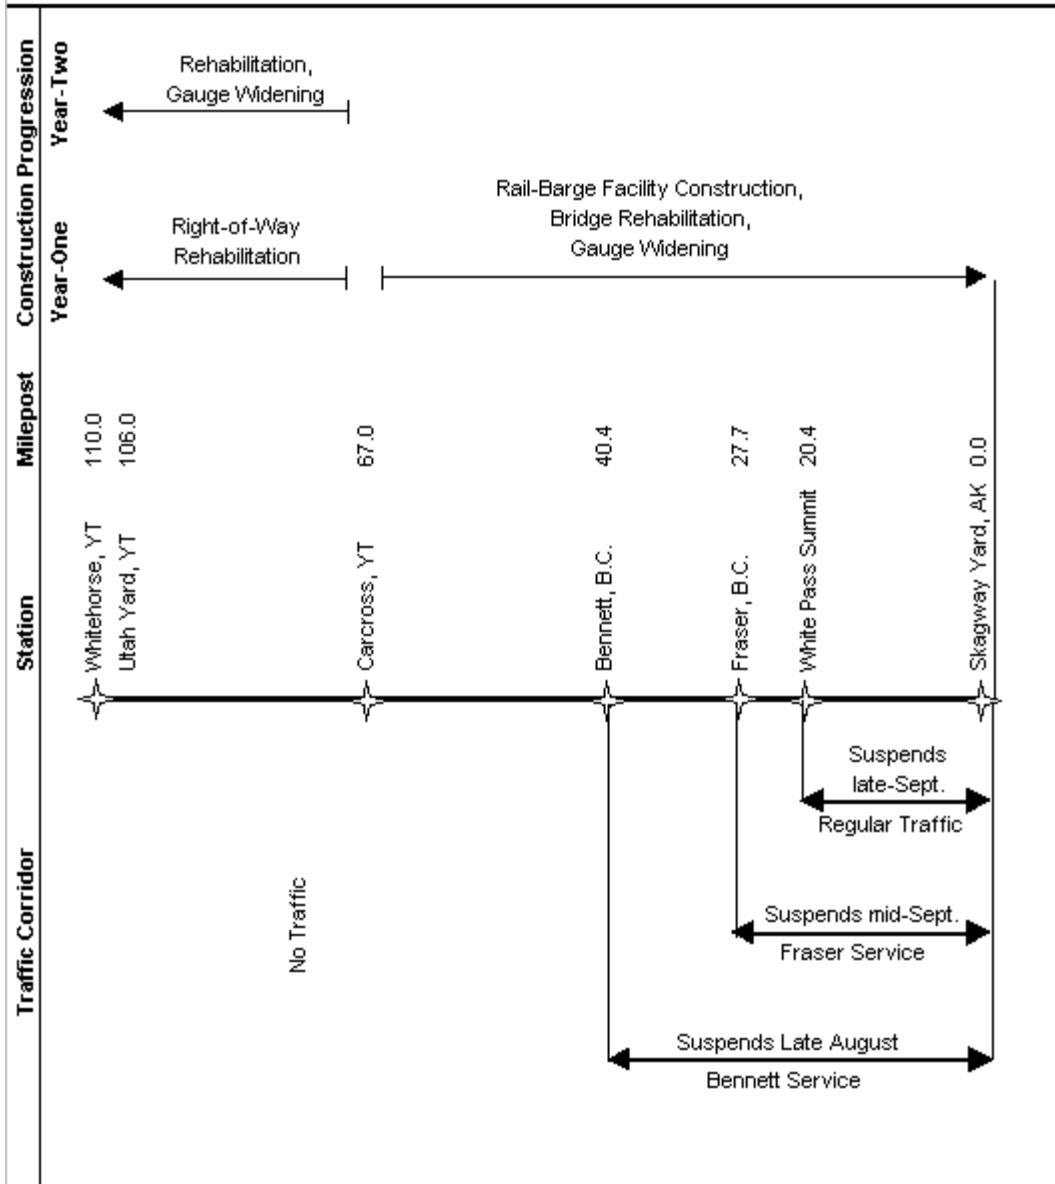 Construction Progression
Year-Two
Rehabilitation,
Gauge Widening
Year-One
Right-of-Way
Rehabilitation
Rail-Barge Facility Construction,
Bridge Rehabilitation,
Gauge Widening
Milepost
110.0
106.0
67.0
40.4
27.7
20.4
0.0
Station
Whitehorse, YT
Utah Yard, YT
Carcross, YT
Bennett, B.C.
Fraser, B.C.
White Pass Summit
Skagway Yard, AK
Traffic Corridor
No Traffic
Suspends
late-Sept.
Regular Traffic
Suspends mid-Sept.
Fraser Service
Suspends Late August
Bennett Service